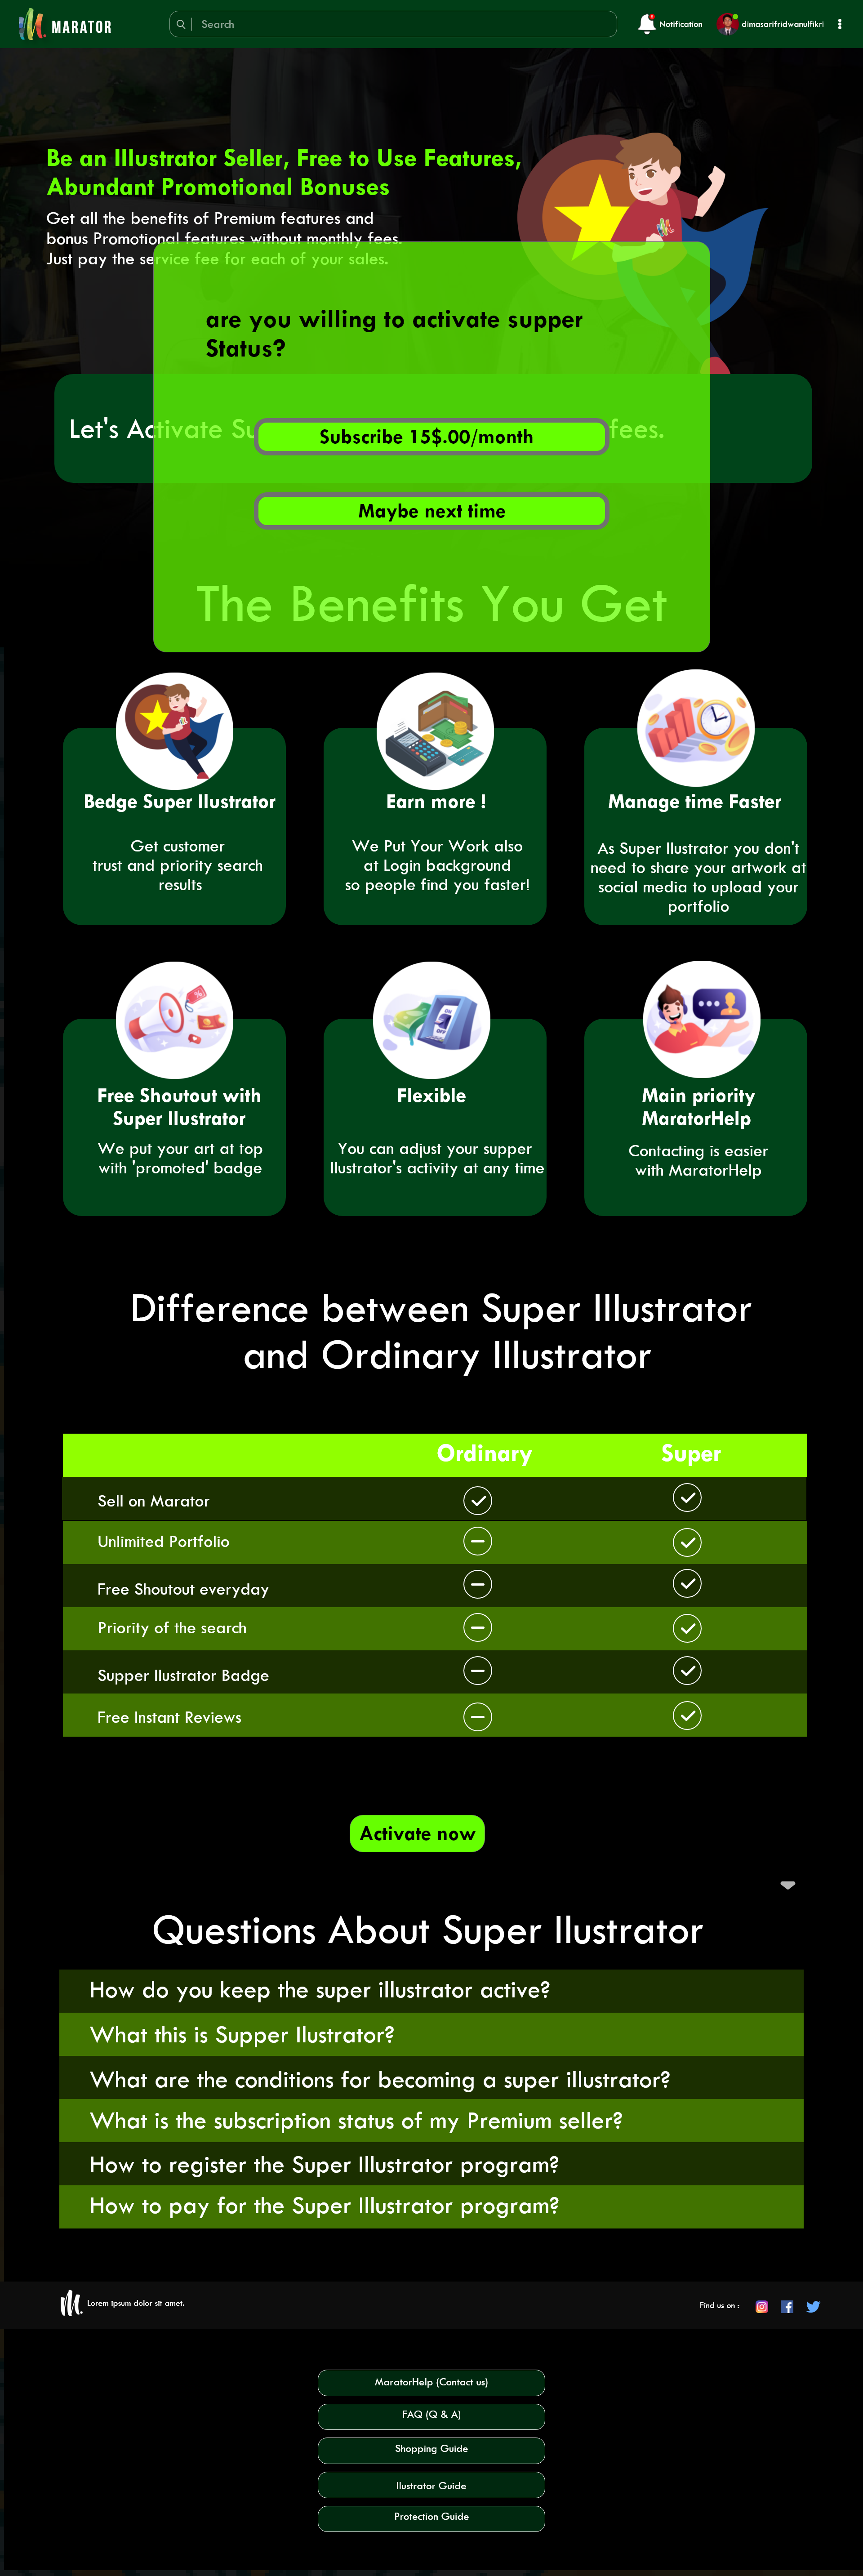 MARATOR
Search
Notification
dimasarifridwanulfikri
Be an Illustrator Seller, Free to Use Features,
Abundant Promotional Bonuses
Get all the benefits of Premium features and
bonus Promotional features without monthly fees.
Just pay the service fee for each of your sales.
are you willing to activate supper
Status?
Let's Activate Su
fees.
Subscribe 15$.00/month
Maybe next time
The Benefits You Get
Bedge Super Ilustrator
Get customer
trust and priority search
results
Earn more !
We Put Your Work also
at Login background
so people find you faster!
Manage time Faster
As Super Ilustrator you don't
need to share your artwork at
social media to upload your
portfolio
Free Shoutout with
Super Ilustrator
We put your art at top
with 'promoted' badge
Flexible
You can adjust your supper
Ilustrator's activity at any time
Main priority
MaratorHelp
Contacting is easier
with MaratorHelp
Difference between Super Illustrator
and Ordinary Illustrator
Ordinary Super
Sell on Marator
Unlimited Portfolio
Free Shoutout everyday
Priority of the search
Supper Ilustrator Badge
Free Instant Reviews
Activate now
Questions About Super Ilustrator
How do you keep the super illustrator active?
What this is Supper Ilustrator?
What are the conditions for becoming a super illustrator?
What is the subscription status of my Premium seller?
How to register the Super Illustrator program?
How to pay for the Super Illustrator program?
Lorem ipsum dolor sit amet.
Find us on :
MaratorHelp (Contact us)
FAQ (Q & A)
Shopping Guide
Ilustrator Guide
Protection Guide